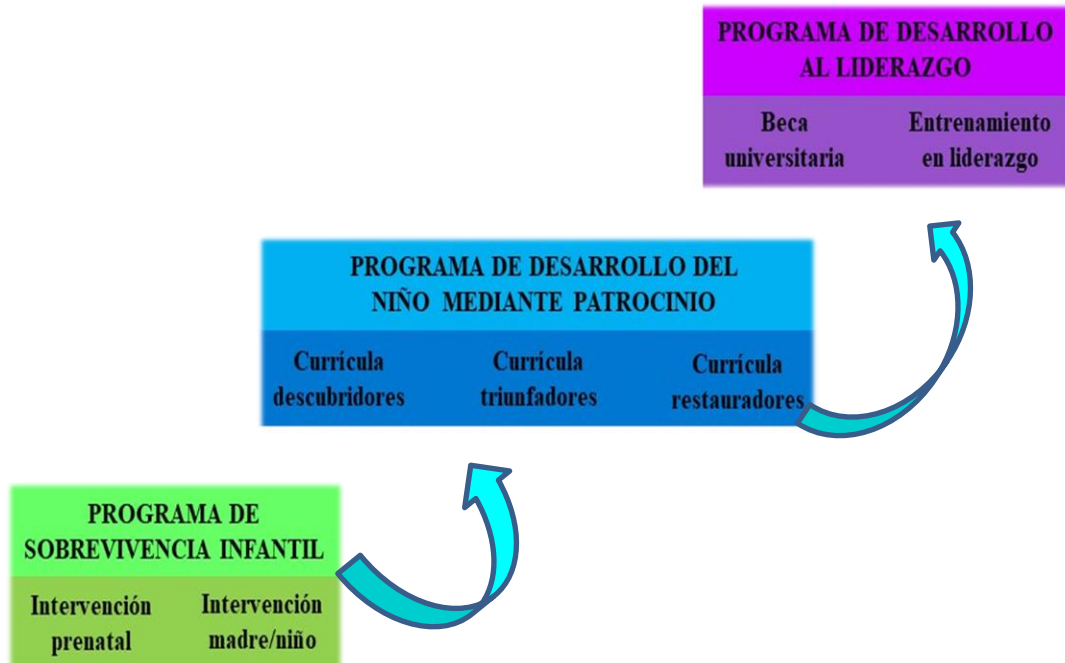 PROGRAMA DE DESARROLLO
AL LIDERAZGO
Beca
universitaria
Entrenamiento
en liderazgo
PROGRAMA DE DESARROLLO DEL
NIÑO MEDIANTE PATROCINIO
Currícula
descubridores
Currícula
triunfadores
Currícula
restauradores
PROGRAMA DE
SOBREVIVENCIA INFANTIL
Intervención
prenatal
Intervención
madre/niño